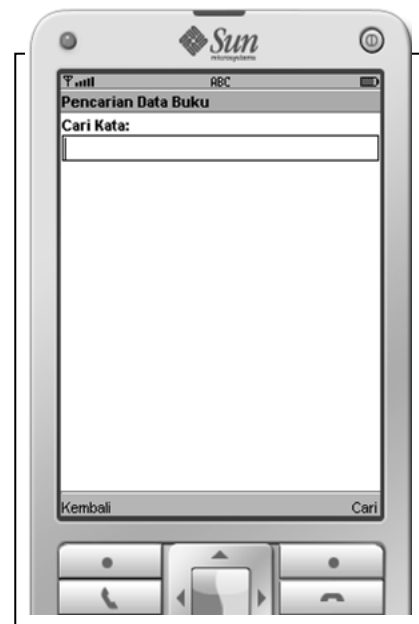 Sun
microsystems
ABC
Pencarian Data Buku
Cari Kata:
Kembali Cari